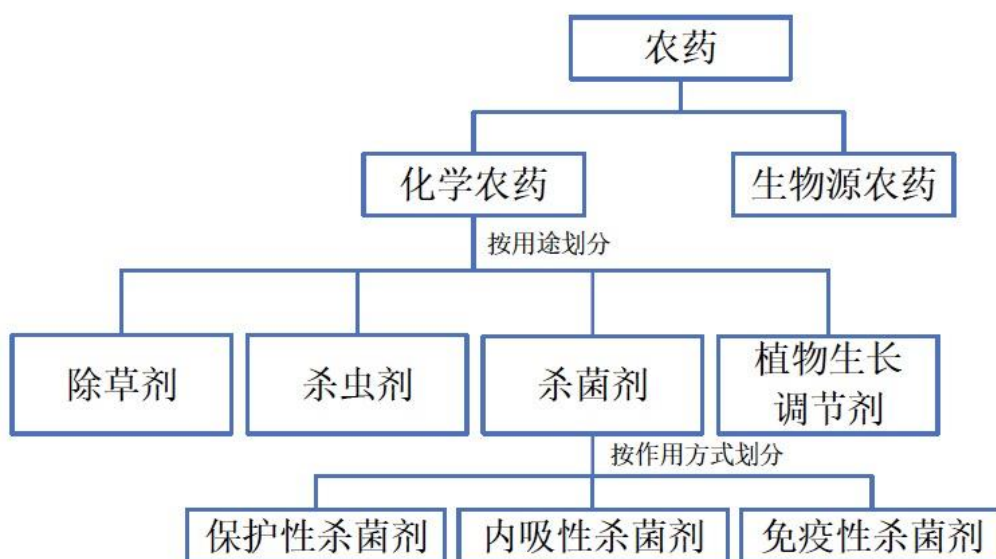 农药
化学农药
生物源农药
按用途划分
除草剂
杀虫剂
杀菌剂
植物生长
调节剂
按作用方式划分
保护性杀菌剂
内吸性杀菌剂
免疫性杀菌剂